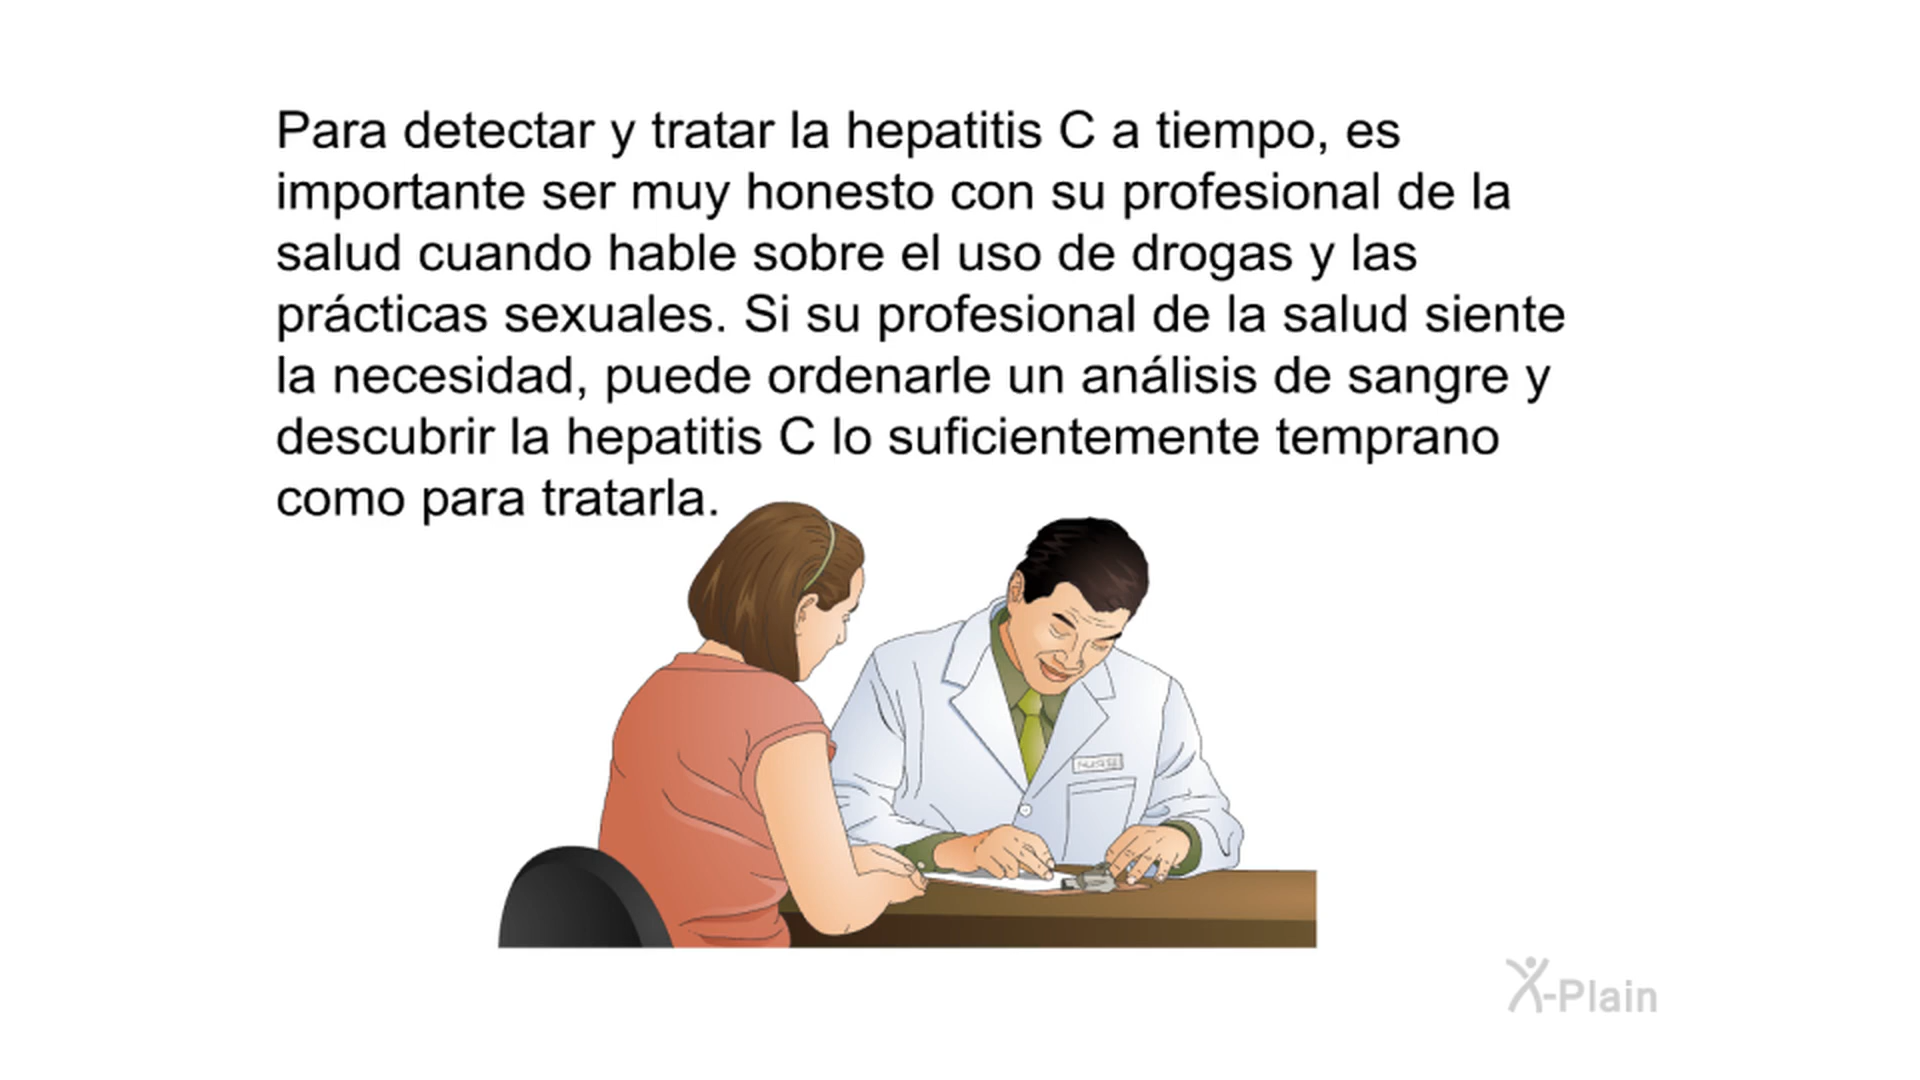 Para detectar y tratar la hepatitis C a tiempo, es
importante ser muy honesto con su profesional de la
salud cuando hable sobre el uso de drogas y las
prácticas sexuales. Si su profesional de la salud siente
la necesidad, puede ordenarle un análisis de sangre y
descubrir la hepatitis C lo suficientemente temprano
como para tratarla.
NURSE
X-Plain